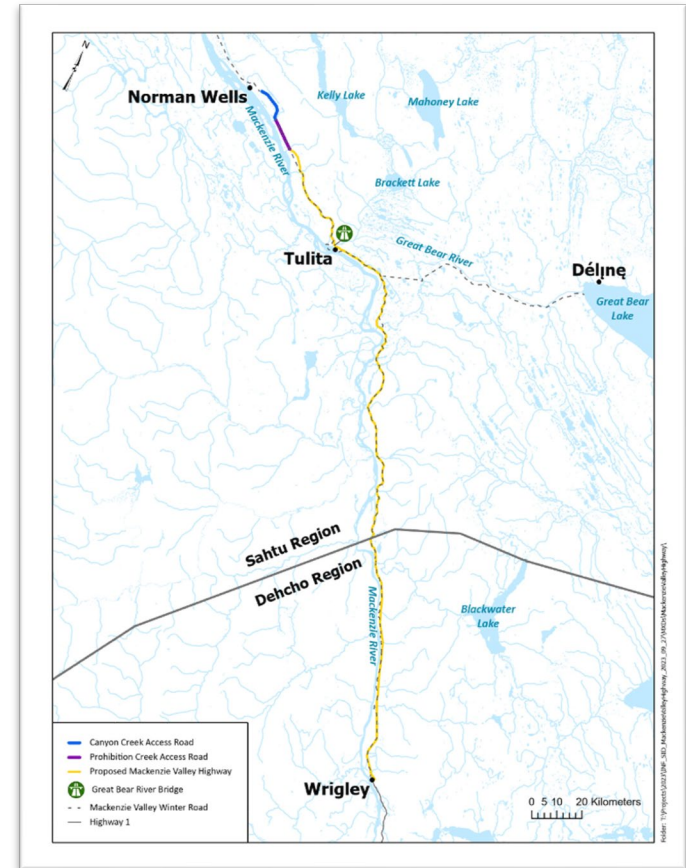 N
Norman Wells
Kelly Lake
Mahoney Lake
Mackenzie River
Brackett Lake
Great Bear River
Tulita
Délı̨nę
Great Bear
Lake
Sahtu Region
Dehcho Region
Mackenzie River
Blackwater
Lake
Wrigley
Canyon Creek Access Road
Prohibition Creek Access Road
Proposed Mackenzie Valley Highway
Great Bear River Bridge
Mackenzie Valley Winter Road
Highway 1
0 5 10 20 Kilometers